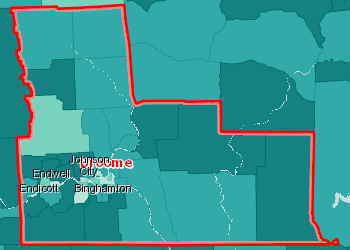 Johnson
City
Broome
Endwell
Endicott
Binghamton